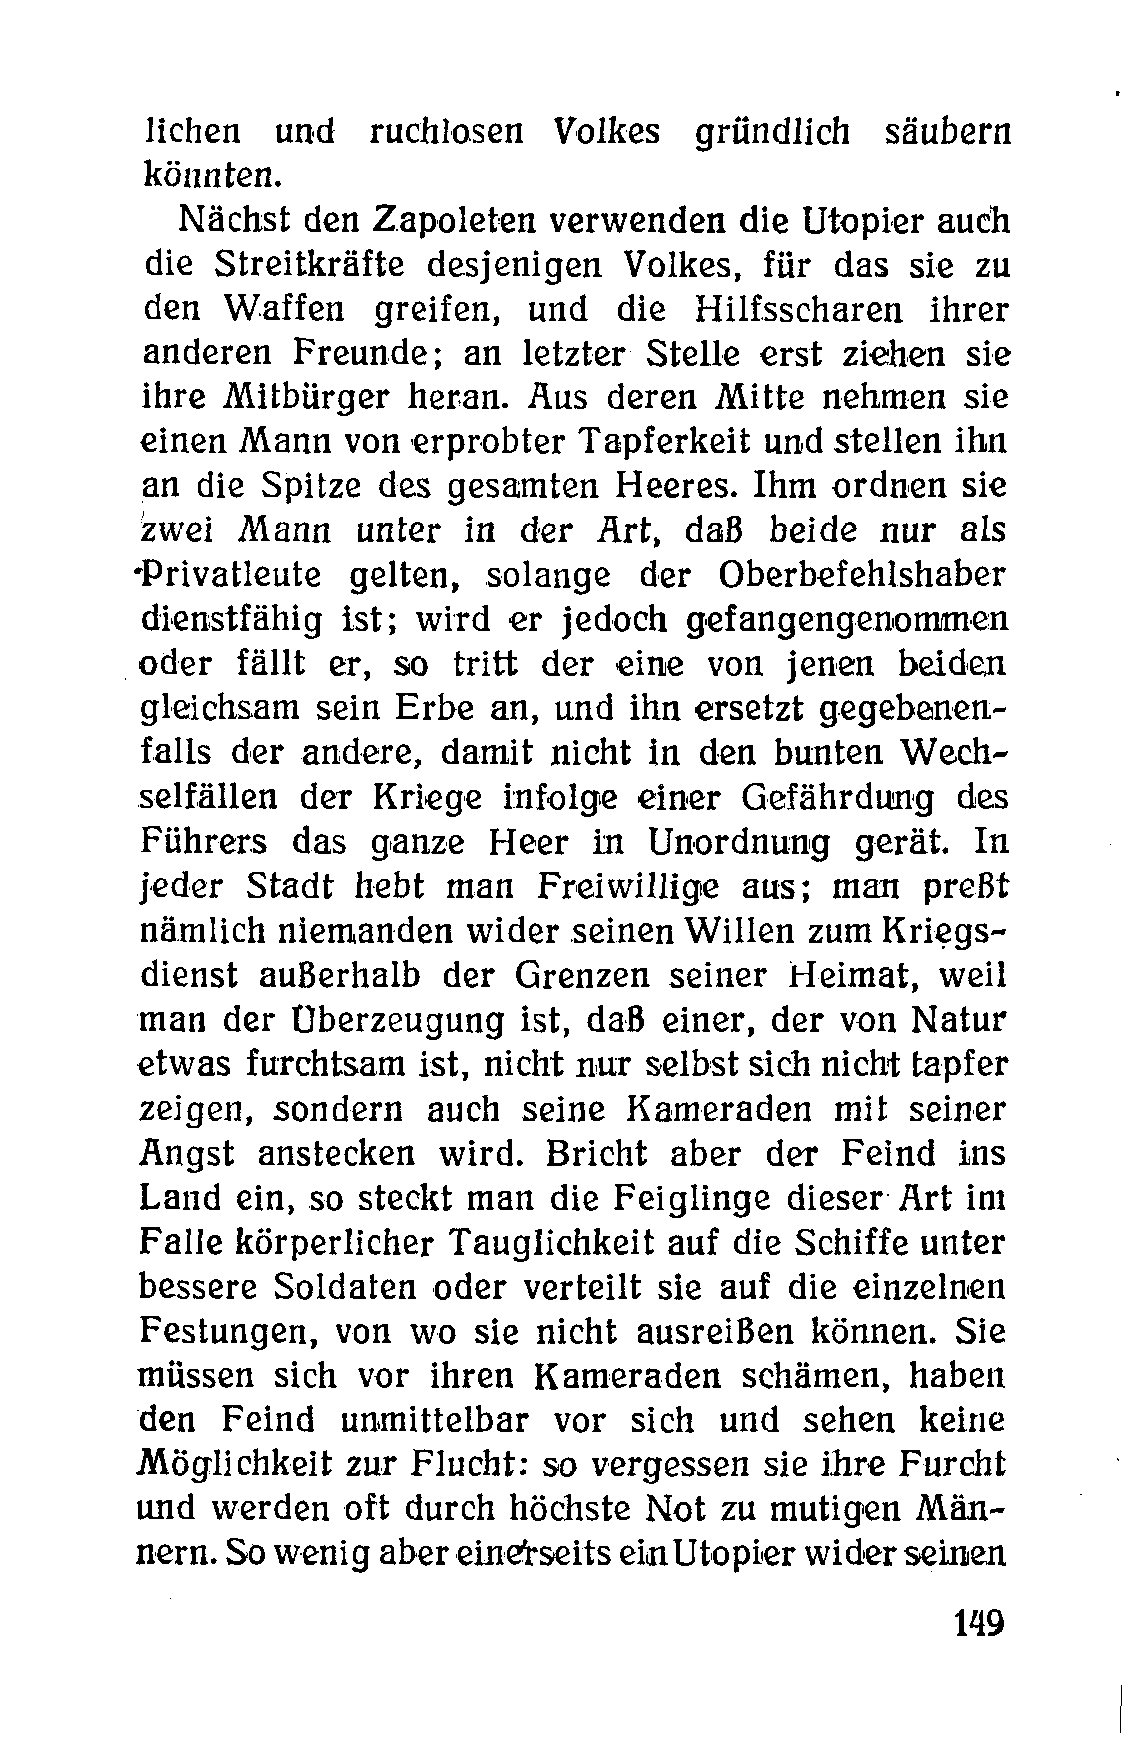 lichen und ruchlosen Volkes gründlich säubern
könnten.
Nächst den Zapoleten verwenden die Utopier auch
die Streitkräfte desjenigen Volkes, für das sie zu
den Waffen greifen, und die Hilfsscharen ihrer
anderen Freunde; an letzter Stelle erst ziehen sie
ihre Mitbürger heran. Aus deren Mitte nehmen sie
einen Mann von erprobter Tapferkeit und stellen ihn
an die Spitze des gesamten Heeres. Ihm ordnen sie
zwei Mann unter in der Art, daß beide nur als
Privatleute gelten, solange der Oberbefehlshaber
dienstfähig ist; wird er jedoch gefangengenommen
oder fällt er, so tritt der eine von jenen beiden
gleichsam sein Erbe an, und ihn ersetzt gegebenen-
falls der andere, damit nicht in den bunten Wech-
selfällen der Kriege infolge einer Gefährdung des
Führers das ganze Heer in Unordnung gerät. In
jeder Stadt hebt man Freiwillige aus; man preßt
nämlich niemanden wider seinen Willen zum Kriegs-
dienst außerhalb der Grenzen seiner Heimat, weil
man der Überzeugung ist, daß einer, der von Natur
etwas furchtsam ist, nicht nur selbst sich nicht tapfer
zeigen, sondern auch seine Kameraden mit seiner
Angst anstecken wird. Bricht aber der Feind ins
Land ein, so steckt man die Feiglinge dieser Art im
Falle körperlicher Tauglichkeit auf die Schiffe unter
bessere Soldaten oder verteilt sie auf die einzelnen
Festungen, von wo sie nicht ausreißen können. Sie
müssen sich vor ihren Kameraden schämen, haben
den Feind unmittelbar vor sich und sehen keine
Möglichkeit zur Flucht: so vergessen sie ihre Furcht
und werden oft durch höchste Not zu mutigen Män-
nern. So wenig aber einerseits ein Utopier wider seinen
149